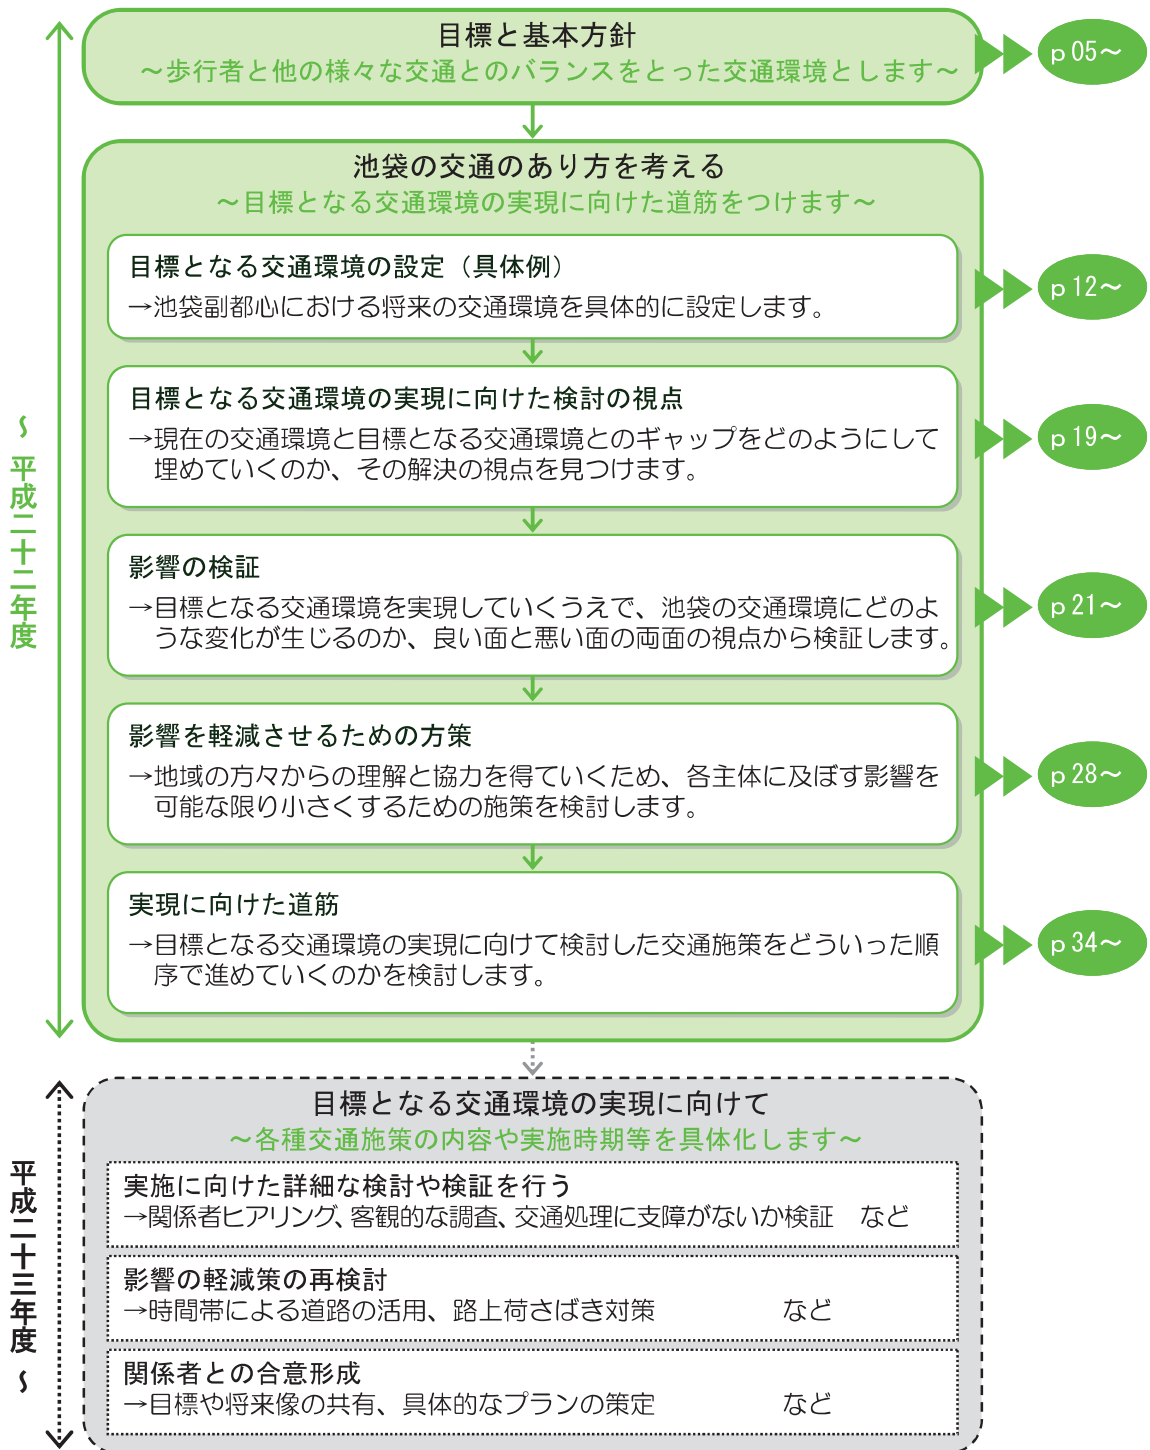 目標と基本方針
～歩行者と他の様々な交通とのバランスをとった交通環境とします～
p 05～
池袋の交通のあり方を考える
～目標となる交通環境の実現に向けた道筋をつけます～
目標となる交通環境の設定（具体例）
→池袋副都心における将来の交通環境を具体的に設定します。
p 12～
目標となる交通環境の実現に向けた検討の視点
→現在の交通環境と目標となる交通環境とのギャップをどのようにして
埋めていくのか、その解決の視点を見つけます。
p 19～
影響の検証
→目標となる交通環境を実現していくうえで、池袋の交通環境にどのよ
うな変化が生じるのか、良い面と悪い面の両面の視点から検証します。
p 21～
影響を軽減させるための方策
→地域の方々からの理解と協力を得ていくため、各主体に及ぼす影響を
可能な限り小さくするための施策を検討します。
p 28～
実現に向けた道筋
→目標となる交通環境の実現に向けて検討した交通施策をどういった順
序で進めていくのかを検討します。
p 34～
～平成二十二年度
目標となる交通環境の実現に向けて
～各種交通施策の内容や実施時期等を具体化します～
実施に向けた詳細な検討や検証を行う
→関係者ヒアリング、客観的な調査、交通処理に支障がないか検証　など
影響の軽減策の再検討
→時間帯による道路の活用、路上荷さばき対策　など
関係者との合意形成
→目標や将来像の共有、具体的なプランの策定　など
平成二十三年度～